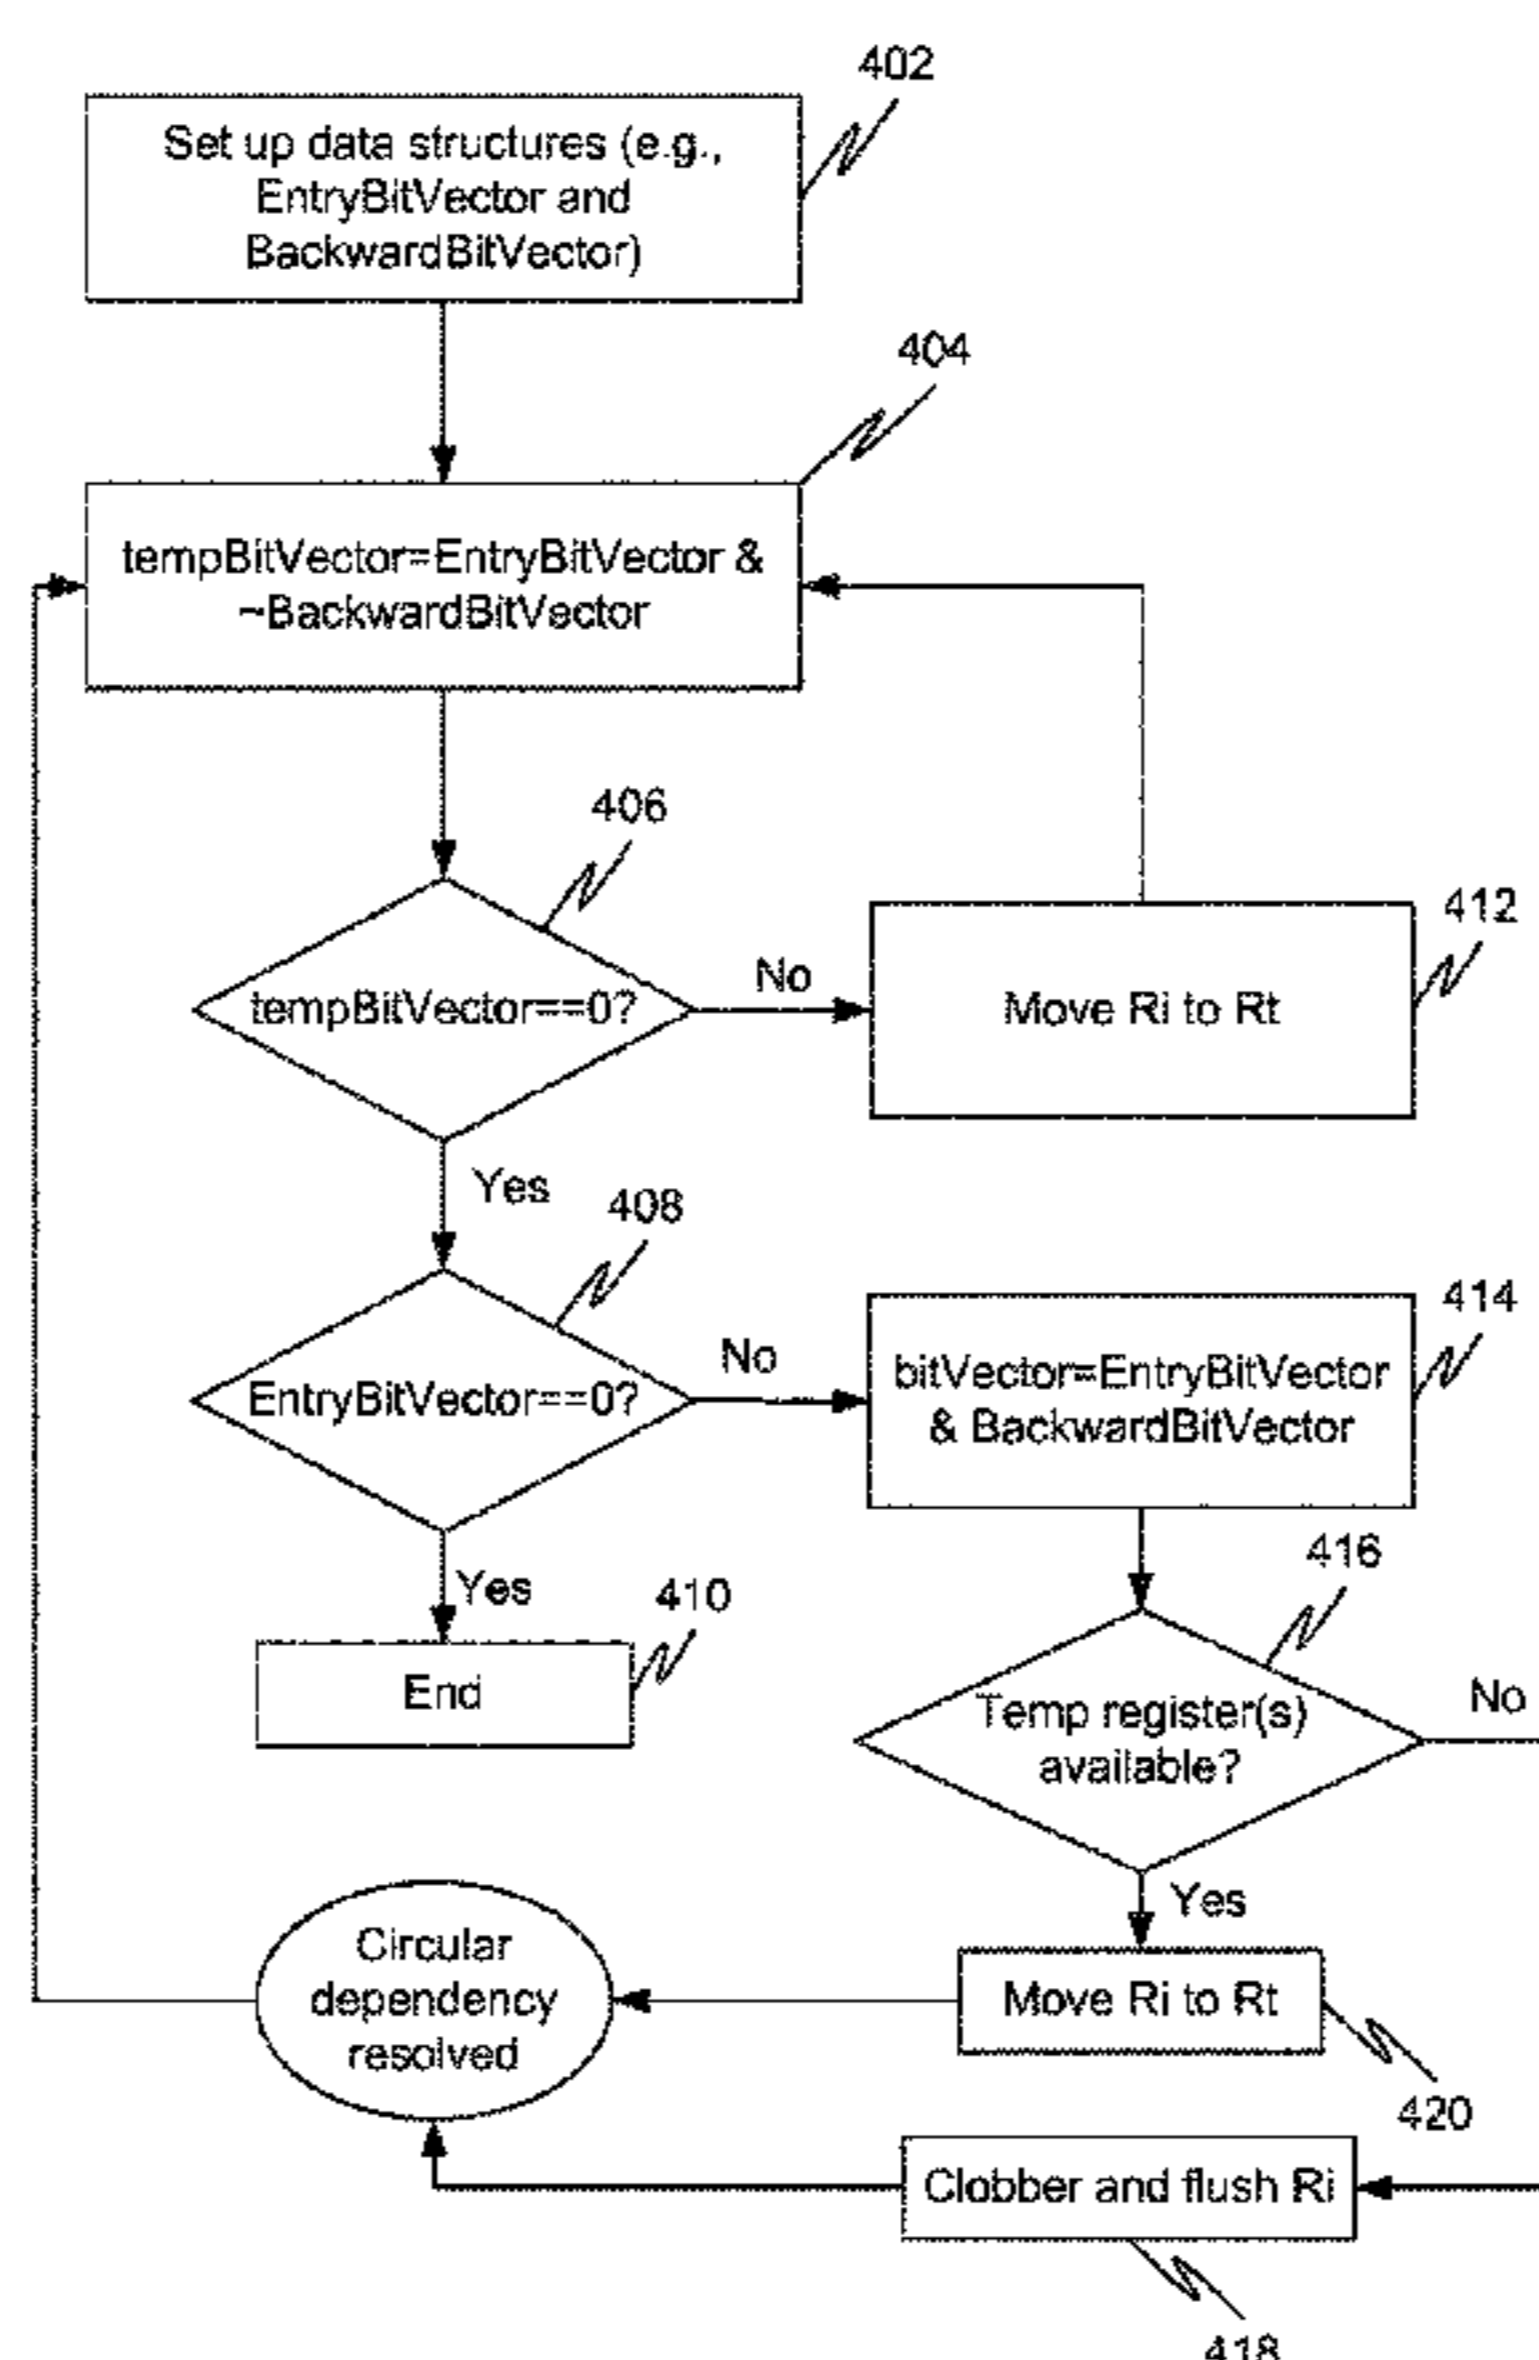 402
Set up data structures (e.g.,
EntryBitVector and
BackwardBitVector)
404
tempBitVector=EntryBitVector &
~BackwardBitVector
406
tempBitVector==0?
No
412
Move Ri to Rt
Yes
408
EntryBitVector==0?
No
414
bitVector=EntryBitVector
& BackwardBitVector
416
Temp register(s)
available?
No
Yes
410
End
Yes
Move Ri to Rt
420
Circular
dependency
resolved
Clobber and flush Ri
418